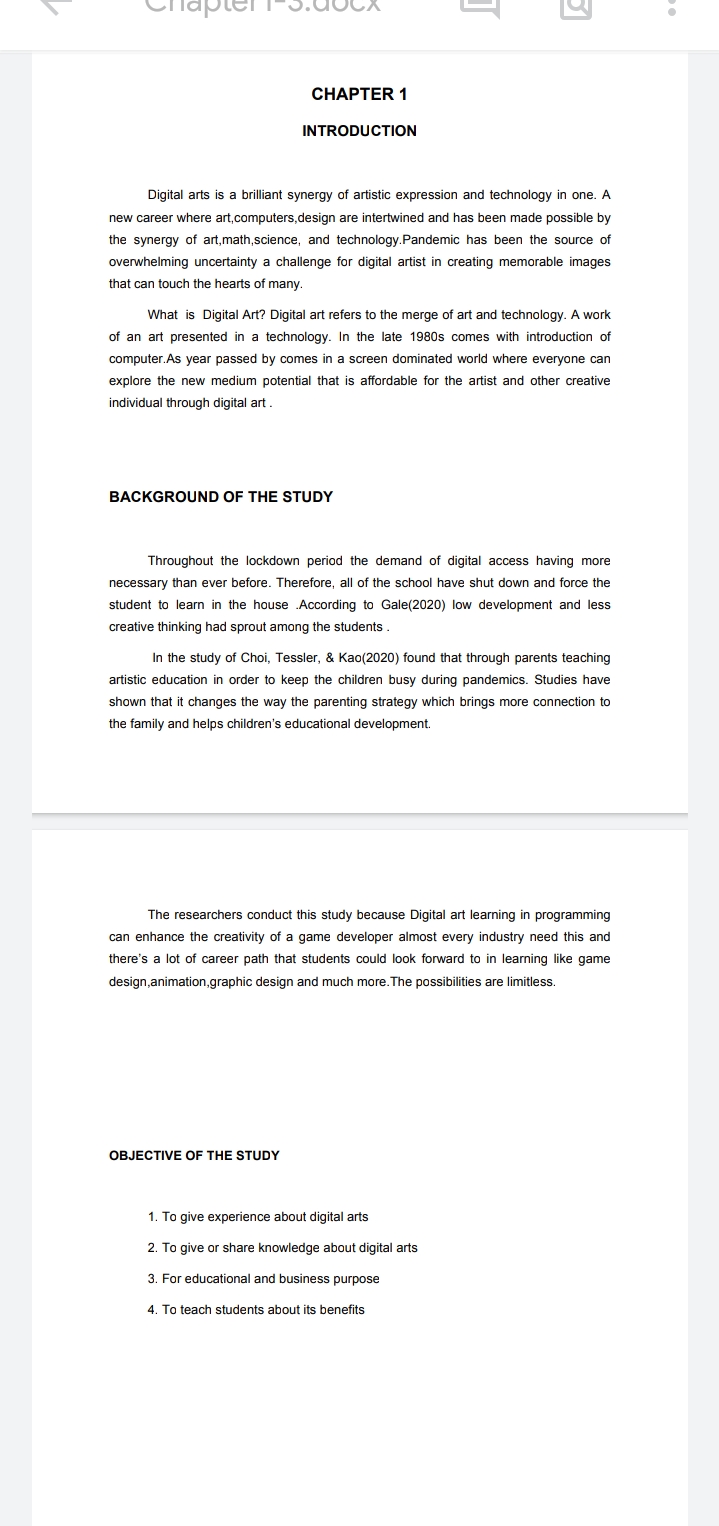 Chapter1-3.docx
CHAPTER 1
INTRODUCTION
Digital arts is a brilliant synergy of artistic expression and technology in one. A
new career where art,computers,design are intertwined and has been made possible by
the synergy of art,math,science, and technology.Pandemic has been the source of
overwhelming uncertainty a challenge for digital artist in creating memorable images
that can touch the hearts of many.
What is Digital Art? Digital art refers to the merge of art and technology. A work
of an art presented in a technology. In the late 1980s comes with introduction of
computer.As year passed by comes in a screen dominated world where everyone can
explore the new medium potential that is affordable for the artist and other creative
individual through digital art .
BACKGROUND OF THE STUDY
Throughout the lockdown period the demand of digital access having more
necessary than ever before. Therefore, all of the school have shut down and force the
student to learn in the house .According to Gale(2020) low development and less
creative thinking had sprout among the students .
In the study of Choi, Tessler, & Kao(2020) found that through parents teaching
artistic education in order to keep the children busy during pandemics. Studies have
shown that it changes the way the parenting strategy which brings more connection to
the family and helps children's educational development.
The researchers conduct this study because Digital art learning in programming
can enhance the creativity of a game developer almost every industry need this and
there's a lot of career path that students could look forward to in learning like game
design,animation,graphic design and much more.The possibilities are limitless.
OBJECTIVE OF THE STUDY
1. To give experience about digital arts
2. To give or share knowledge about digital arts
3. For educational and business purpose
4. To teach students about its benefits